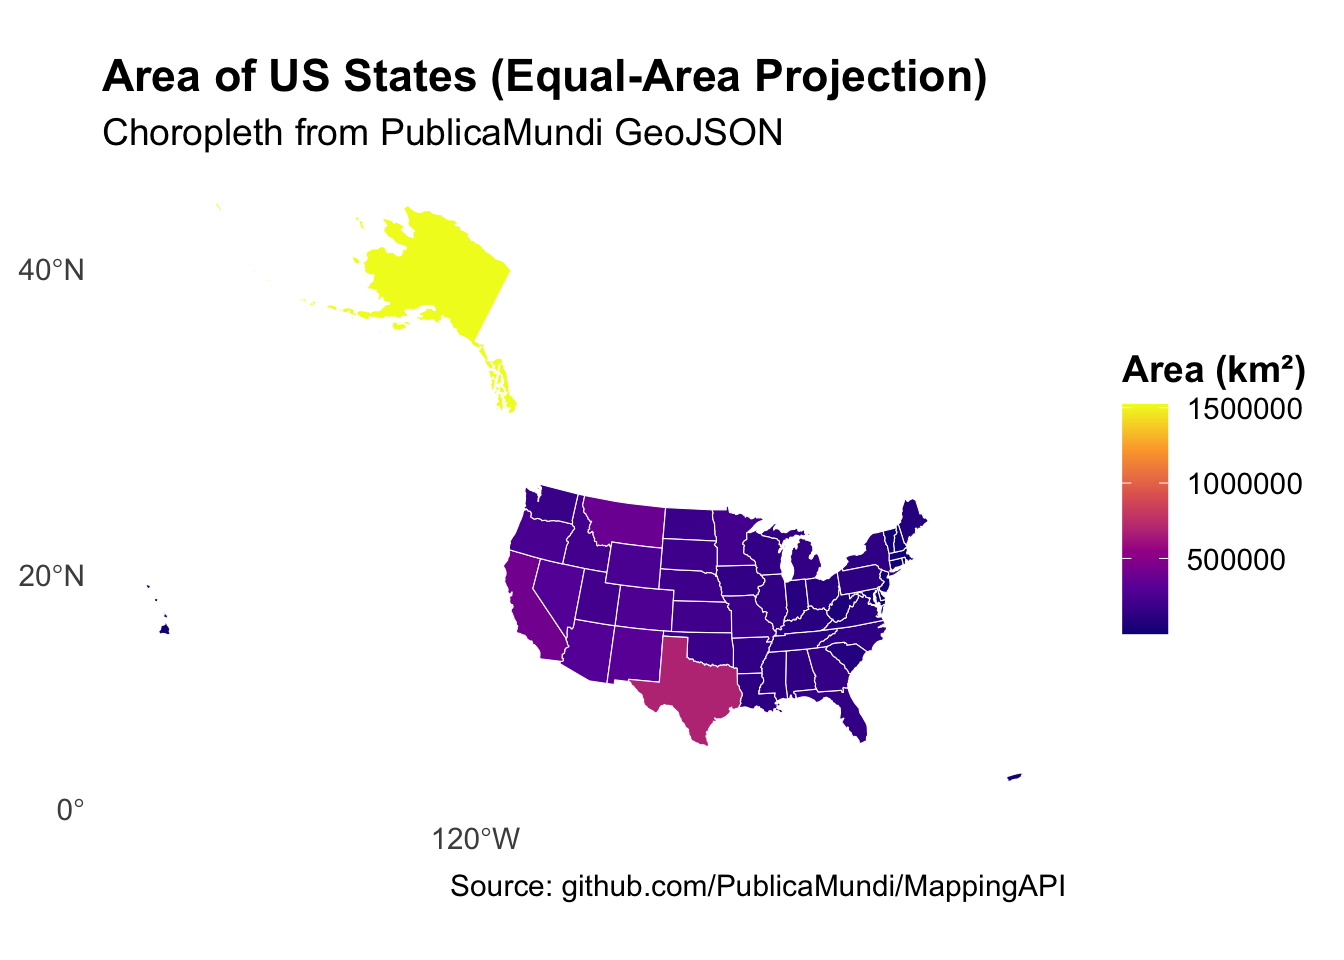 Area of US States (Equal-Area Projection)
Choropleth from PublicaMundi GeoJSON
40°N
20°N
0°
120°W
Area (km²)
1500000
1000000
500000
Source: github.com/PublicaMundi/MappingAPI